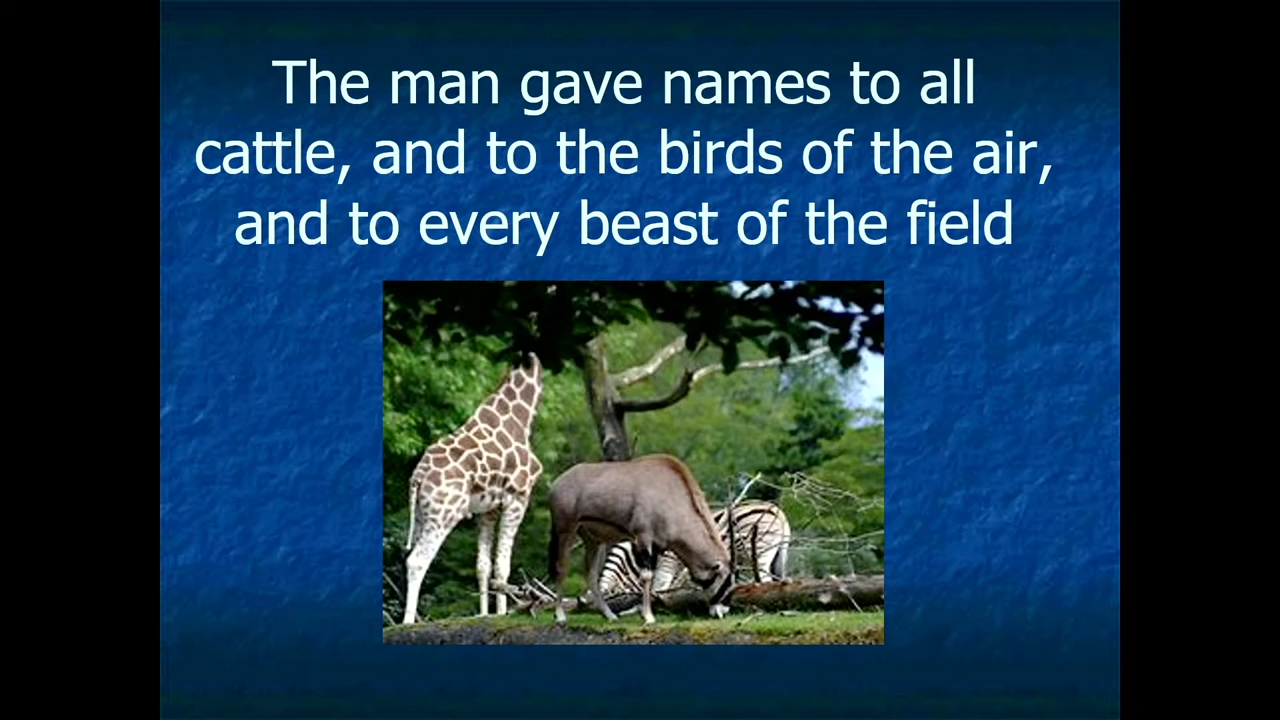 The man gave names to all
cattle, and to the birds of the air,
and to every beast of the field